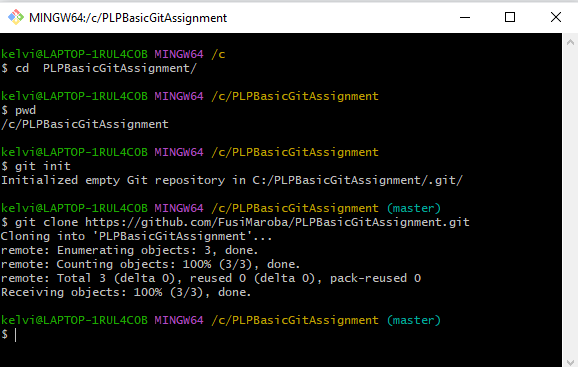 MINGW64:/c/PLPBasicGitAssignment
kelvi@LAPTOP-1RUL4COB MINGW64 /c
$ cd  PLPBasicGitAssignment/
kelvi@LAPTOP-1RUL4COB MINGW64 /c/PLPBasicGitAssignment
$ pwd
/c/PLPBasicGitAssignment
kelvi@LAPTOP-1RUL4COB MINGW64 /c/PLPBasicGitAssignment
$ git init
Initialized empty Git repository in C:/PLPBasicGitAssignment/.git/
kelvi@LAPTOP-1RUL4COB MINGW64 /c/PLPBasicGitAssignment (master)
$ git clone https://github.com/FusiMaroba/PLPBasicGitAssignment.git
Cloning into 'PLPBasicGitAssignment'...
remote: Enumerating objects: 3, done.
remote: Counting objects: 100% (3/3), done.
remote: Total 3 (delta 0), reused 0 (delta 0), pack-reused 0
Receiving objects: 100% (3/3), done.
kelvi@LAPTOP-1RUL4COB MINGW64 /c/PLPBasicGitAssignment (master)
$